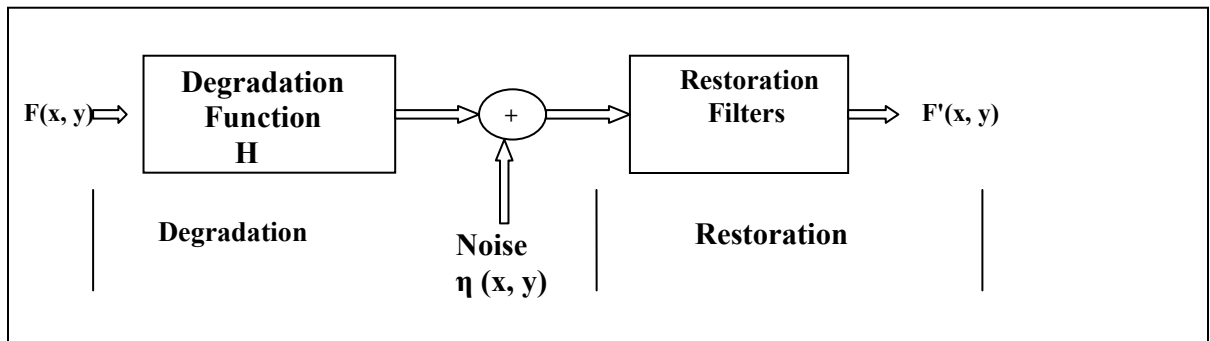 F(x, y)
Degradation
Function
H
+
Restoration
Filters
F'(x, y)
Degradation
Noise
η (x, y)
Restoration